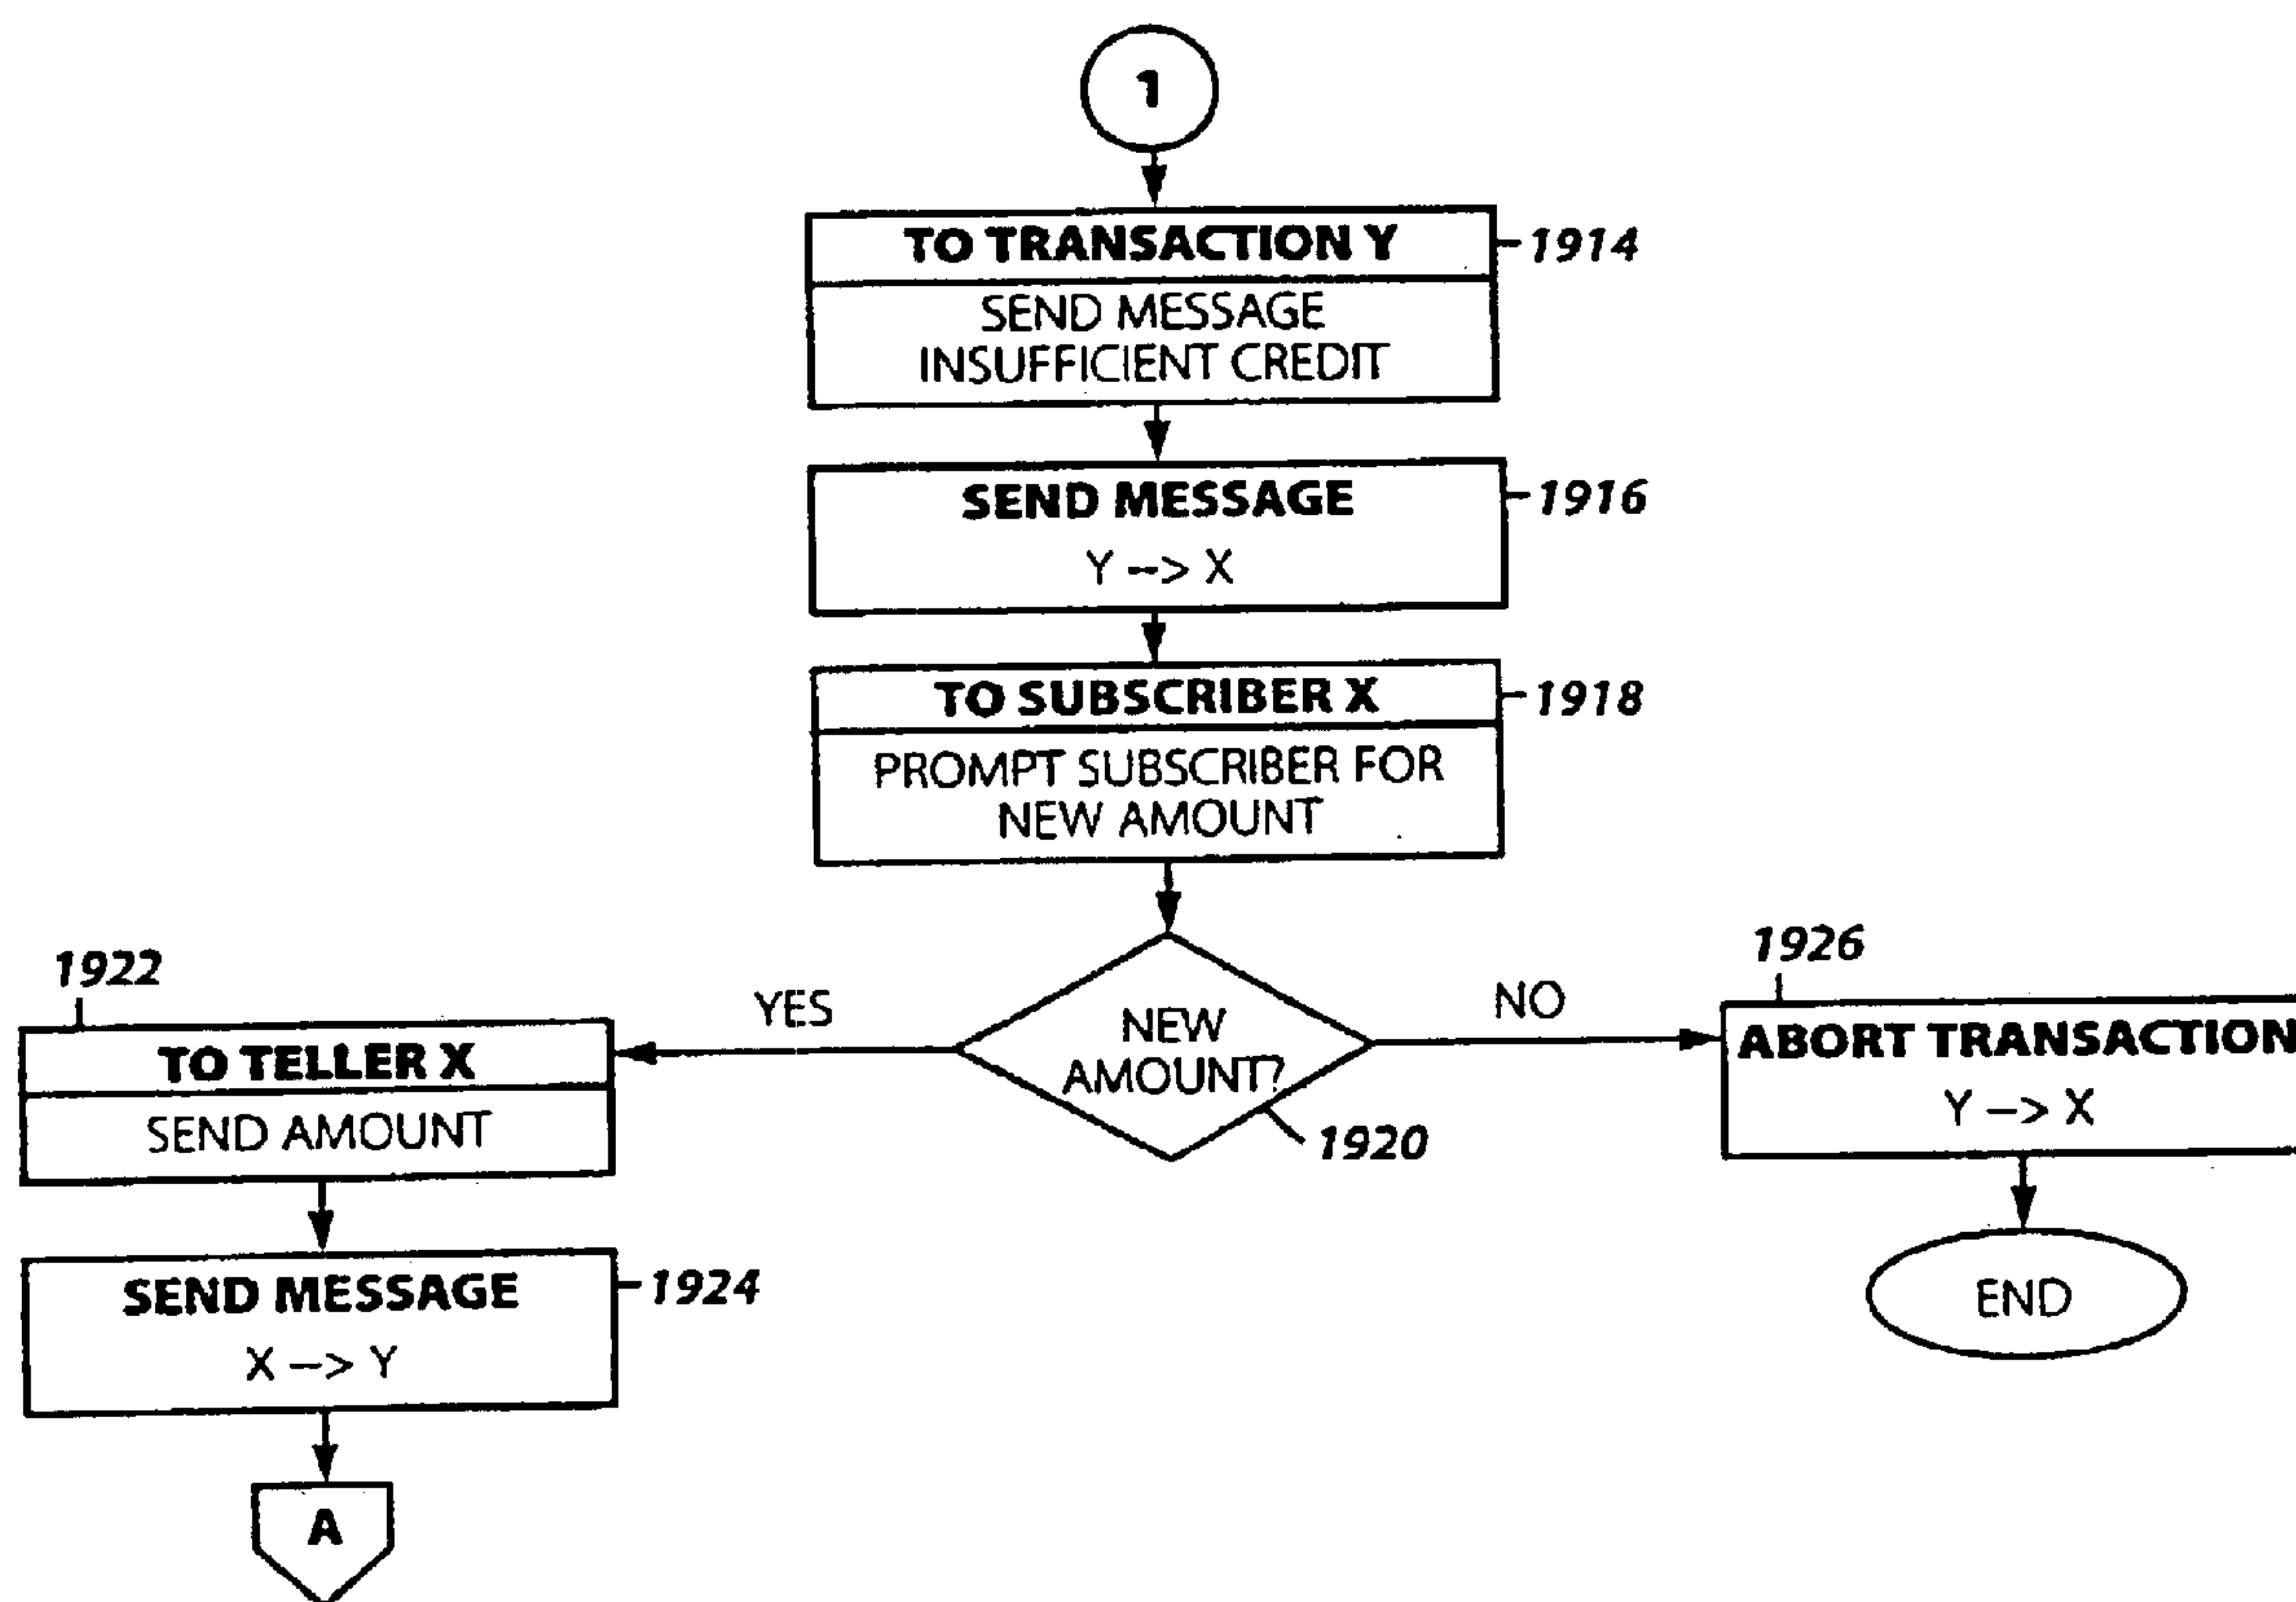 1
TO TRANSACTION Y
1914
SEND MESSAGE
INSUFFICIENT CREDIT
SEND MESSAGE
1916
Y --> X
TO SUBSCRIBER X
1918
PROMPT SUBSCRIBER FOR
NEW AMOUNT
NEW
AMOUNT?
1920
YES
NO
1922
TO TELLER X
SEND AMOUNT
SEND MESSAGE
1924
X --> Y
A
1926
ABORT TRANSACTION
Y --> X
END